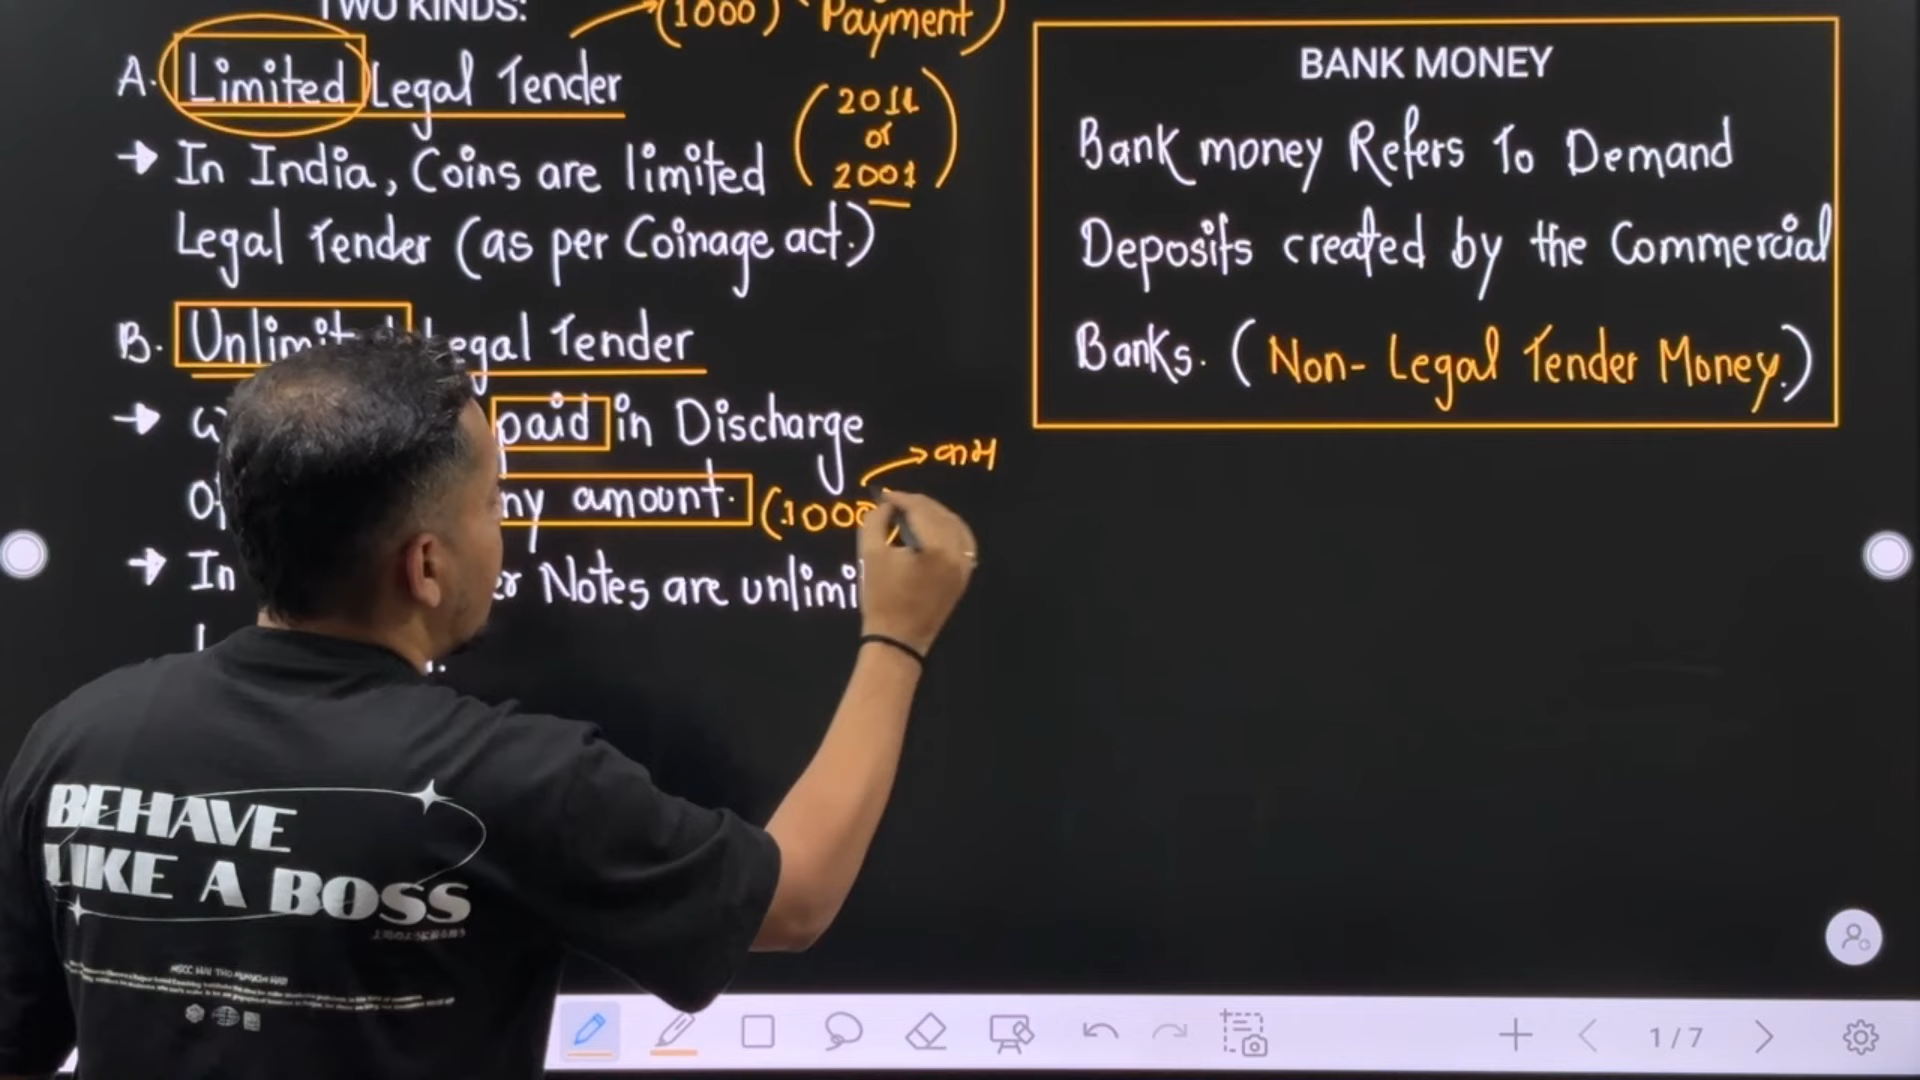 TWO KINDS:
(1000) Payment)
A. Limited Legal Tender
(2011
or
2001)
→ In India, Coins are limited
Legal Tender (as per Coinage act.)
B. Unlimit Legal Tender
→ paid in Discharge
Of ny amount. (1000
→ In Notes are unlimi
BANK MONEY
Bank money Refers To Demand
Deposits created by the Commercial
Banks. (Non-Legal Tender Money.)
BEHAVE
LIKE A BOSS
1/7